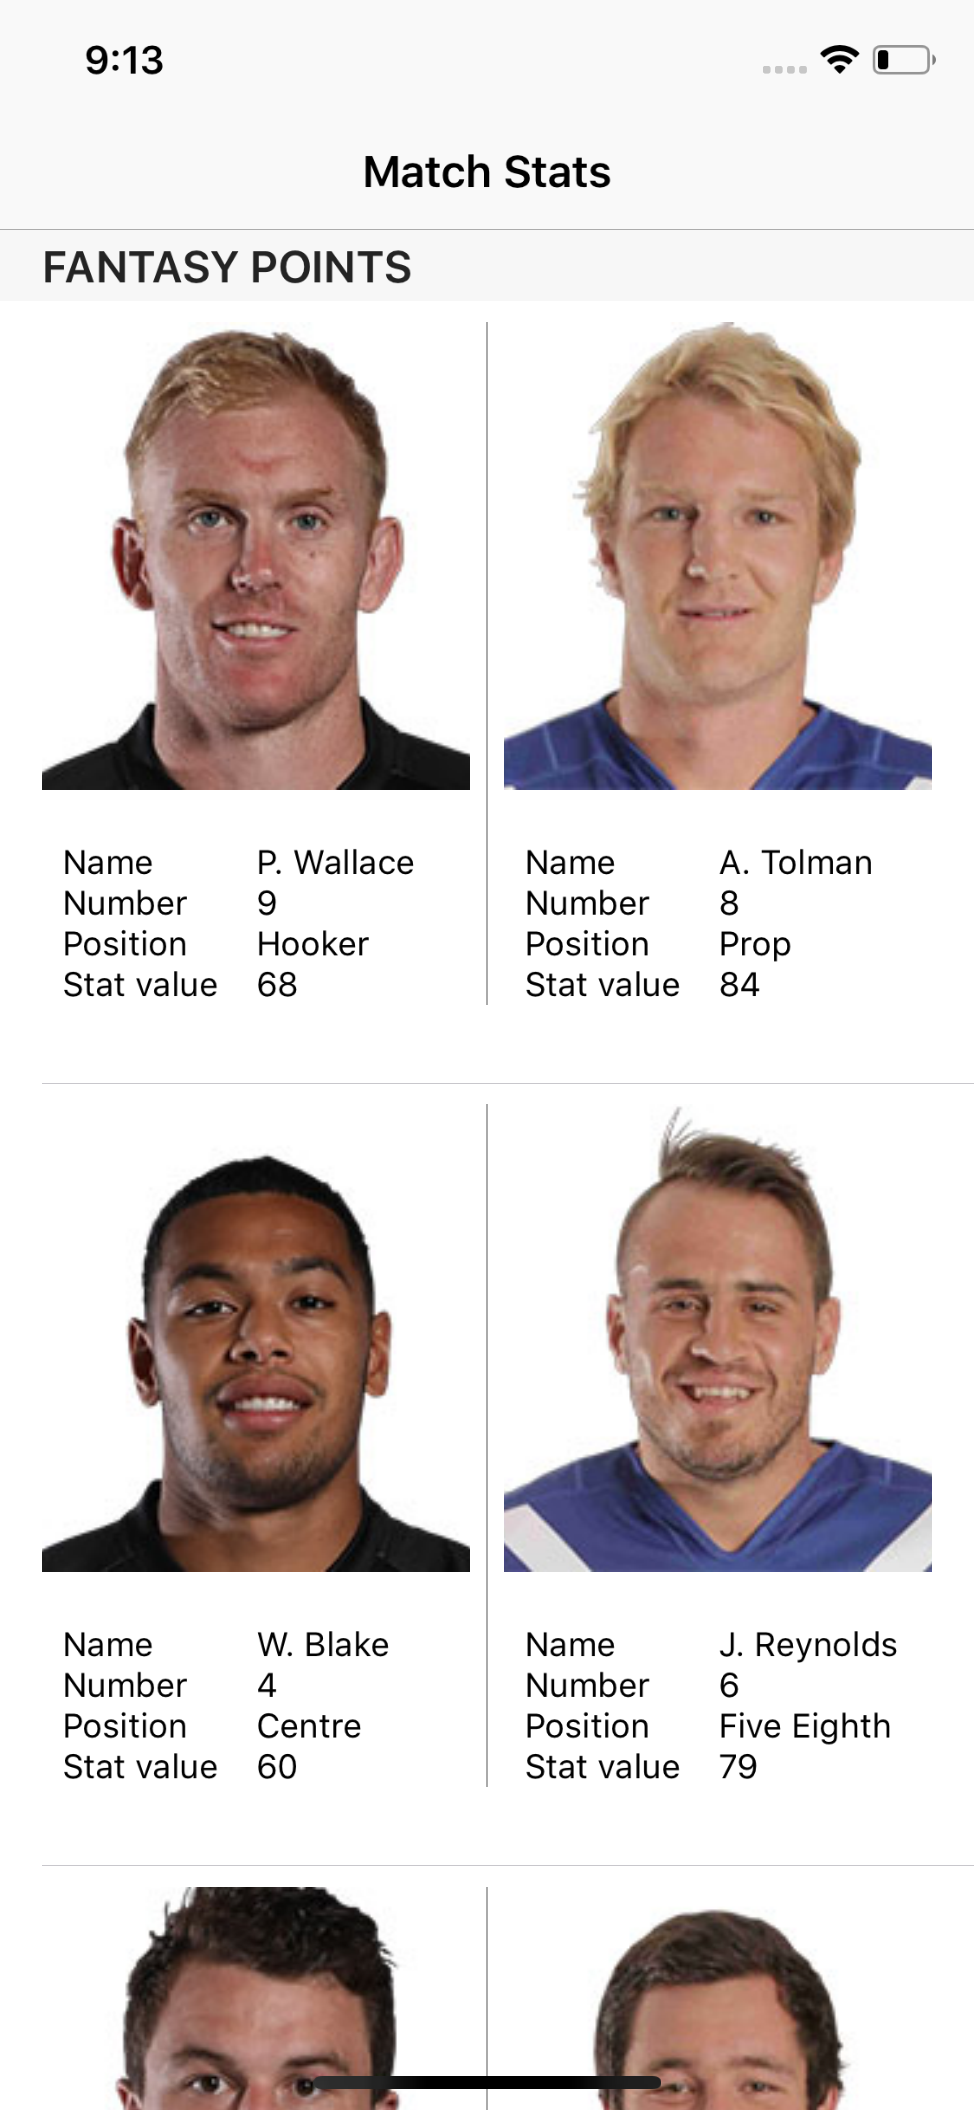 9:13
Match Stats
FANTASY POINTS
Name P. Wallace
Number 9
Position Hooker
Stat value 68
Name A. Tolman
Number 8
Position Prop
Stat value 84
Name W. Blake
Number 4
Position Centre
Stat value 60
Name J. Reynolds
Number 6
Position Five Eighth
Stat value 79